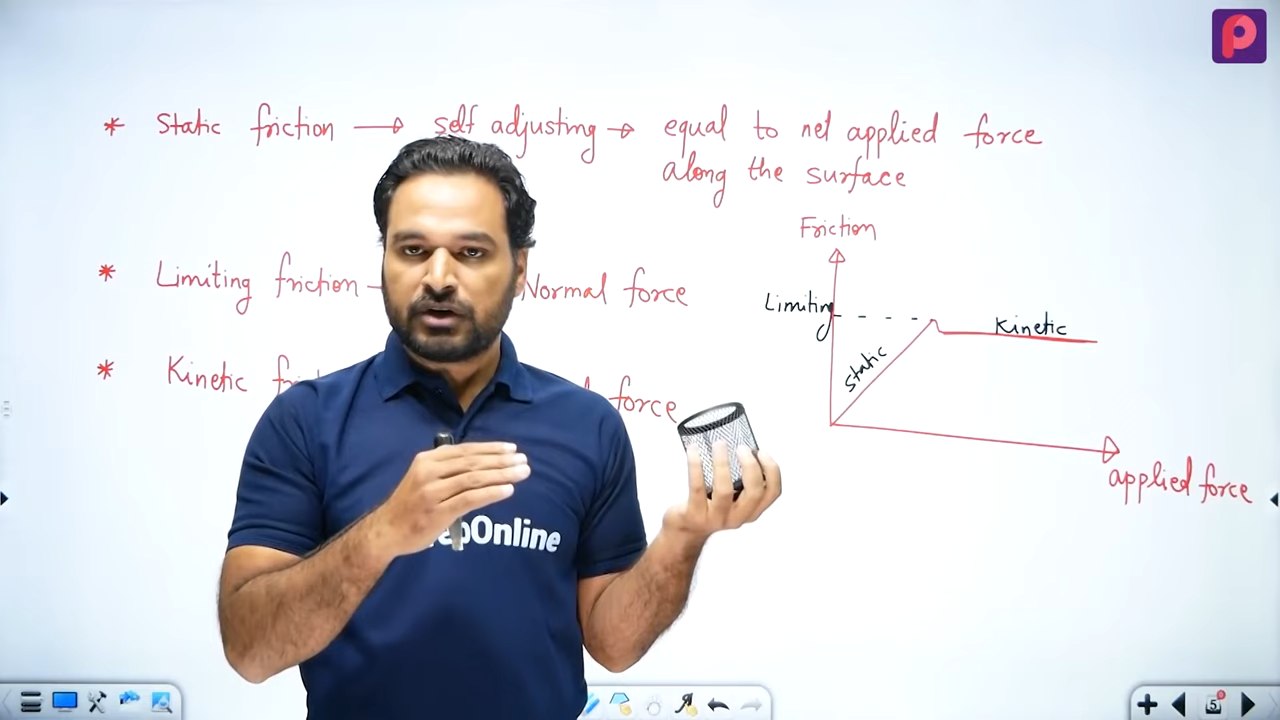 * Static friction → self adjusting → equal to net applied force
along the surface
Friction
* Limiting friction Normal force
Limiting
Kinetic
static
* Kinetic force
applied force
epOnline
5